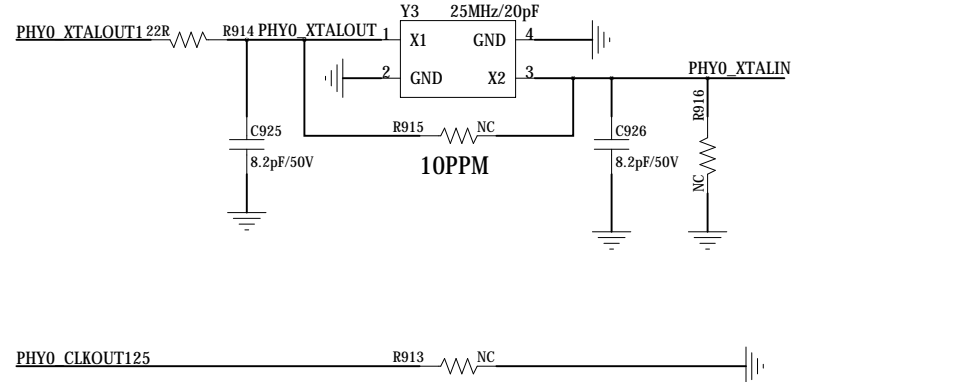 Y3 25MHz/20pF
PHY0_XTALOUT1 22R R914 PHY0_XTALOUT 1 X1 GND 4
2 GND X2 3 PHY0_XTALIN
R916
R915 NC
C925 C926
10PPM
8.2pF/50V 8.2pF/50V
NC
PHY0_CLKOUT125 R913 NC